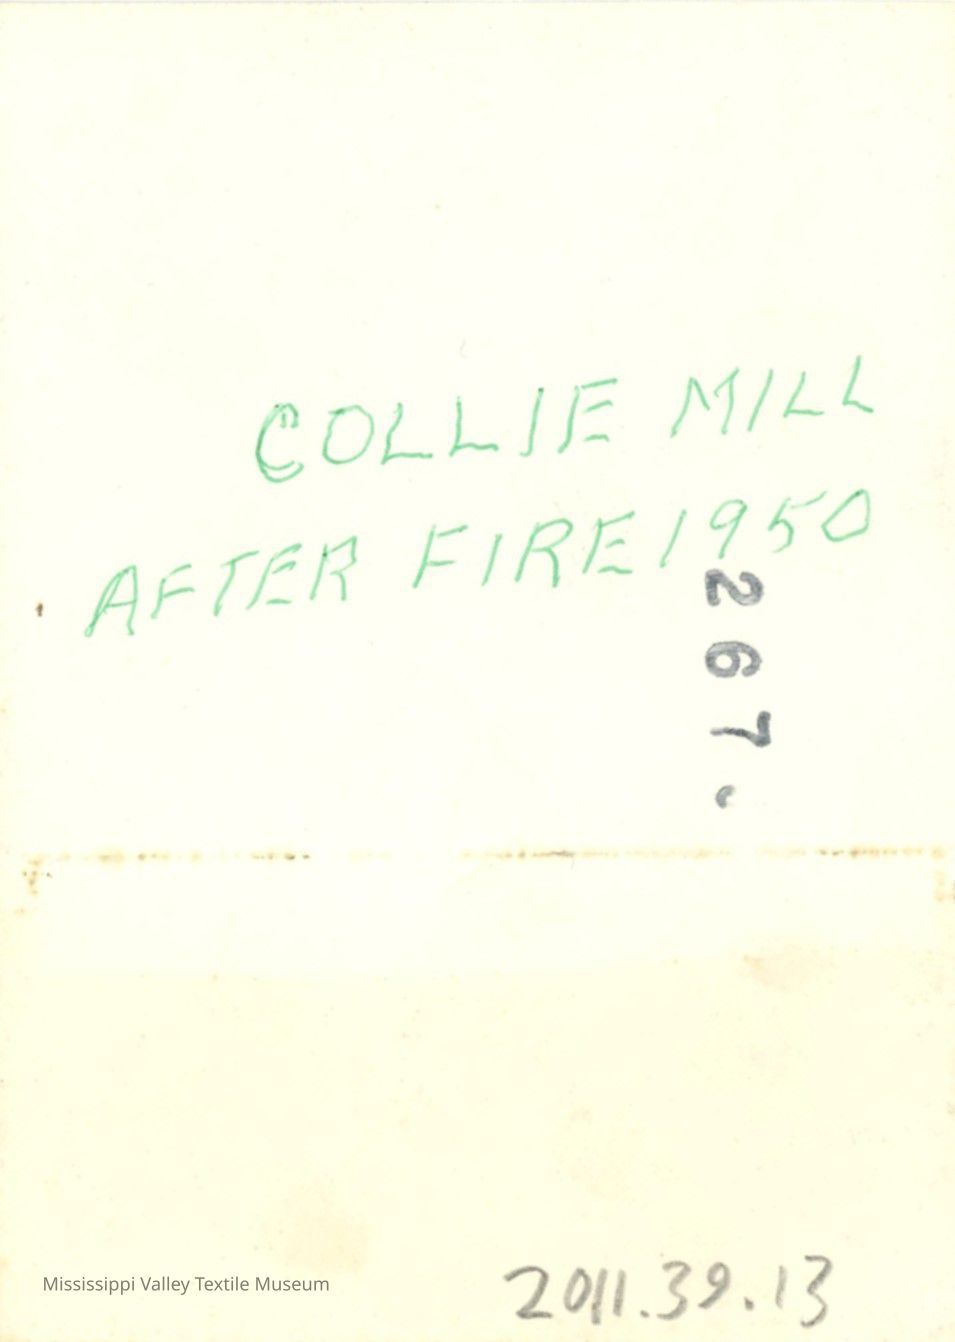 COLLIE MILL
AFTER FIRE 1950
267.
Mississippi Valley Textile Museum
2011.39.13